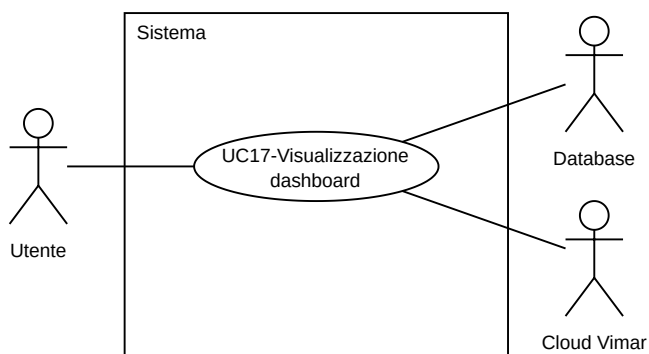 Sistema
UC17-Visualizzazione
dashboard
Utente
Database
Cloud Vimar